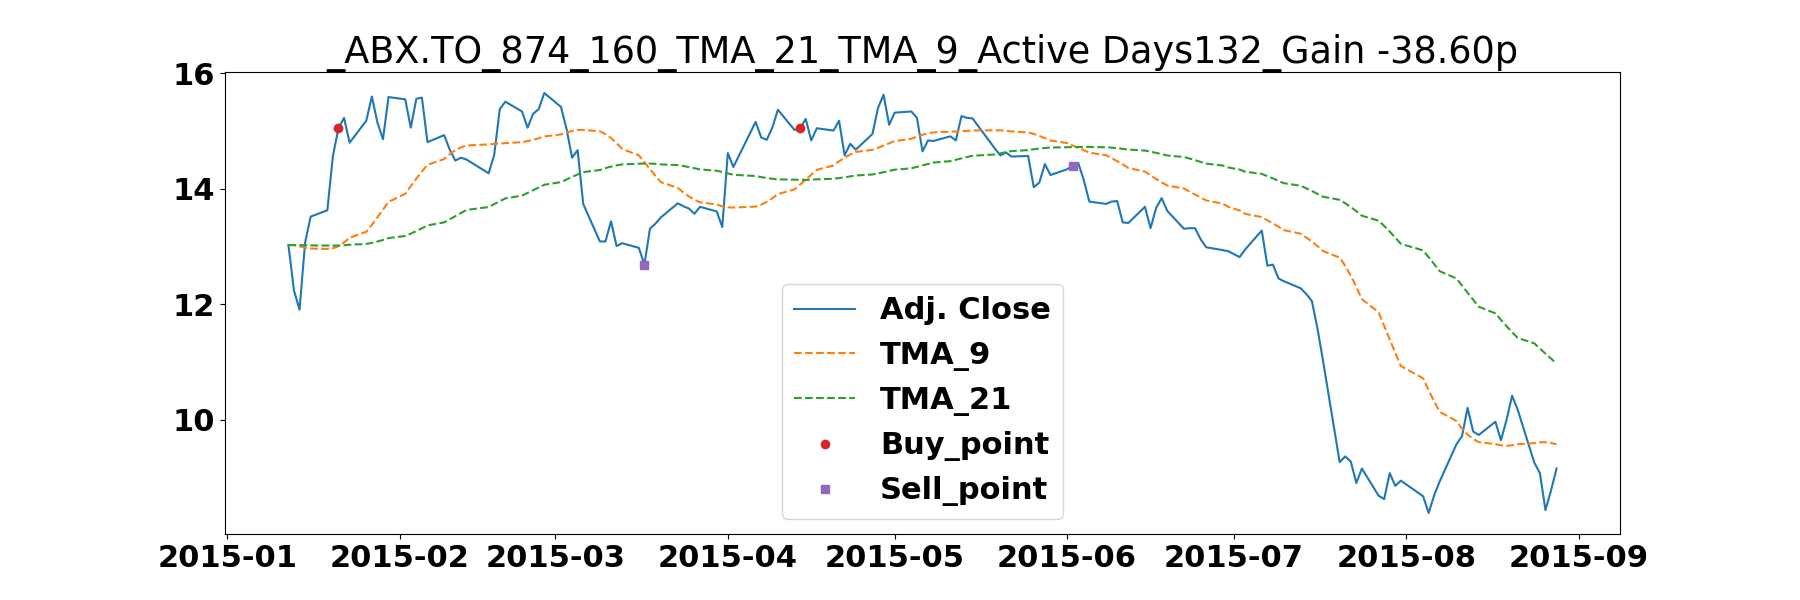 _ABX.TO_874_160_TMA_21_TMA_9_Active Days132_Gain -38.60p
16
14
12
10
2015-01 2015-02 2015-03 2015-04 2015-05 2015-06 2015-07 2015-08 2015-09
Adj. Close
TMA_9
TMA_21
Buy_point
Sell_point